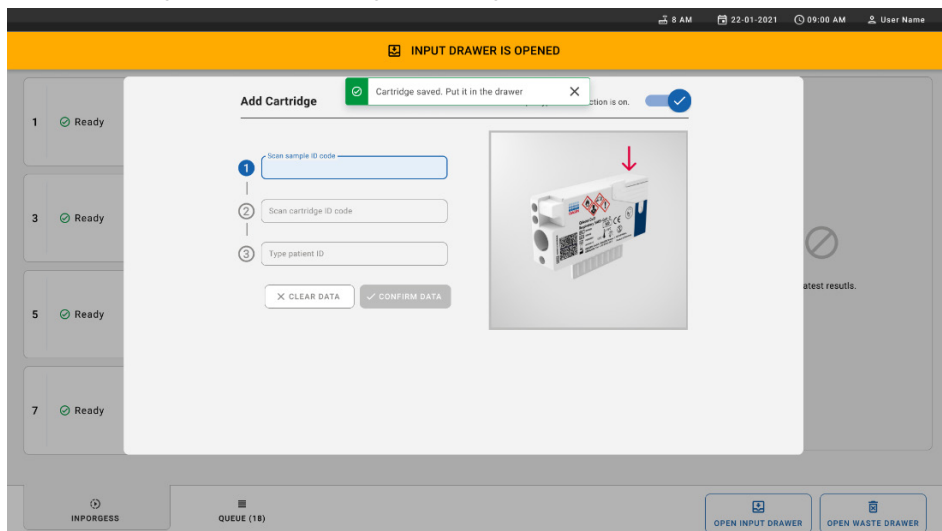 8 AM 22-01-2021 09:00 AM User Name
INPUT DRAWER IS OPENED
Cartridge saved. Put it in the drawer
Add Cartridge
ction is on.
1 Ready
Scan sample ID code
1
2 Scan cartridge ID code
3 Ready
3 Type patient ID
CLEAR DATA CONFIRM DATA
atest resutls.
5 Ready
7 Ready
INPORGESS
QUEUE (18)
OPEN INPUT DRAWER
OPEN WASTE DRAWER